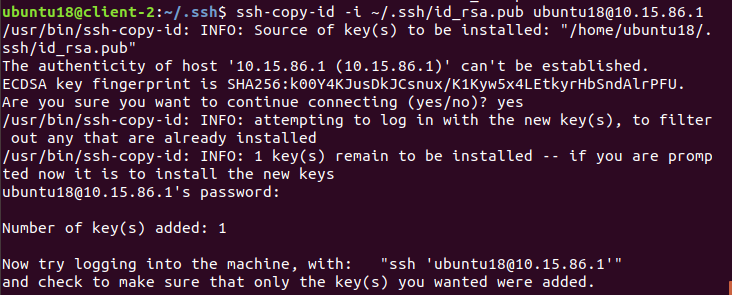 ubuntu18@client-2:~/.ssh$ ssh-copy-id -i ~/.ssh/id_rsa.pub ubuntu18@10.15.86.1
/usr/bin/ssh-copy-id: INFO: Source of key(s) to be installed: "/home/ubuntu18/.
ssh/id_rsa.pub"
The authenticity of host '10.15.86.1 (10.15.86.1)' can't be established.
ECDSA key fingerprint is SHA256:k00Y4KJusDkJCsnux/K1Kyw5x4LEtkyrHbSndAlrPFU.
Are you sure you want to continue connecting (yes/no)? yes
/usr/bin/ssh-copy-id: INFO: attempting to log in with the new key(s), to filter
 out any that are already installed
/usr/bin/ssh-copy-id: INFO: 1 key(s) remain to be installed -- if you are promp
ted now it is to install the new keys
ubuntu18@10.15.86.1's password:
Number of key(s) added: 1
Now try logging into the machine, with:   "ssh 'ubuntu18@10.15.86.1'"
and check to make sure that only the key(s) you wanted were added.